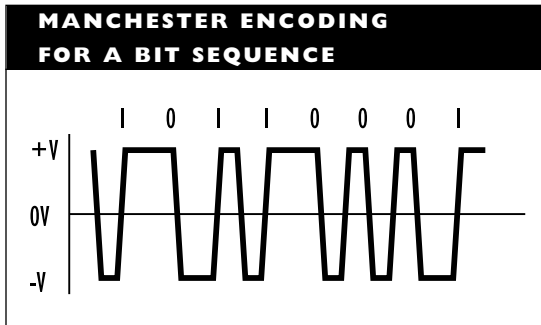 MANCHESTER ENCODING
FOR A BIT SEQUENCE
1 0 1 1 0 0 0 1
+V
0V
-V